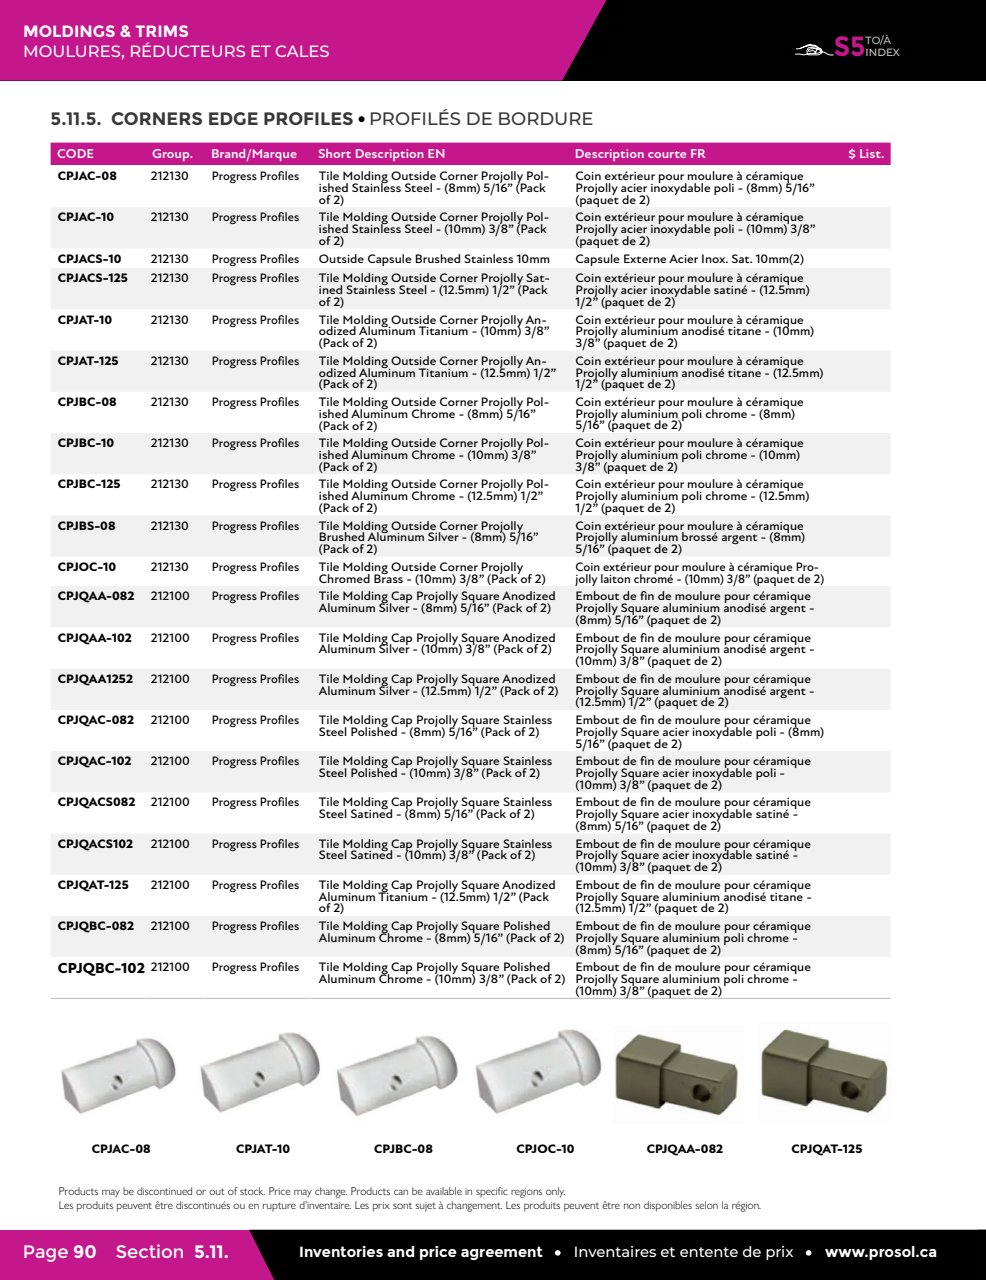 MOLDINGS & TRIMS
MOULURES, RÉDUCTEURS ET CALES
S5 TO/À INDEX
5.11.5. CORNERS EDGE PROFILES • PROFILÉS DE BORDURE
CODE Group. Brand/Marque Short Description EN Description courte FR $ List.
CPJAC-08 212130 Progress Profiles Tile Molding Outside Corner Projolly Pol- Coin extérieur pour moulure à céramique
ished Stainless Steel - (8mm) 5/16” (Pack Projolly acier inoxydable poli - (8mm) 5/16”
of 2) (paquet de 2)
CPJAC-10 212130 Progress Profiles Tile Molding Outside Corner Projolly Pol- Coin extérieur pour moulure à céramique
ished Stainless Steel - (10mm) 3/8” (Pack Projolly acier inoxydable poli - (10mm) 3/8”
of 2) (paquet de 2)
CPJACS-10 212130 Progress Profiles Outside Capsule Brushed Stainless 10mm Capsule Externe Acier Inox. Sat. 10mm(2)
CPJACS-125 212130 Progress Profiles Tile Molding Outside Corner Projolly Sat- Coin extérieur pour moulure à céramique
ined Stainless Steel - (12.5mm) 1/2” (Pack Projolly acier inoxydable satiné - (12.5mm)
of 2) 1/2” (paquet de 2)
CPJAT-10 212130 Progress Profiles Tile Molding Outside Corner Projolly An- Coin extérieur pour moulure à céramique
odized Aluminum Titanium - (10mm) 3/8” Projolly aluminium anodisé titane - (10mm)
(Pack of 2) 3/8” (paquet de 2)
CPJAT-125 212130 Progress Profiles Tile Molding Outside Corner Projolly An- Coin extérieur pour moulure à céramique
odized Aluminum Titanium - (12.5mm) 1/2” Projolly aluminium anodisé titane - (12.5mm)
(Pack of 2) 1/2” (paquet de 2)
CPJBC-08 212130 Progress Profiles Tile Molding Outside Corner Projolly Pol- Coin extérieur pour moulure à céramique
ished Aluminum Chrome - (8mm) 5/16” Projolly aluminium poli chrome - (8mm)
(Pack of 2) 5/16” (paquet de 2)
CPJBC-10 212130 Progress Profiles Tile Molding Outside Corner Projolly Pol- Coin extérieur pour moulure à céramique
ished Aluminum Chrome - (10mm) 3/8” Projolly aluminium poli chrome - (10mm)
(Pack of 2) 3/8” (paquet de 2)
CPJBC-125 212130 Progress Profiles Tile Molding Outside Corner Projolly Pol- Coin extérieur pour moulure à céramique
ished Aluminum Chrome - (12.5mm) 1/2” Projolly aluminium poli chrome - (12.5mm)
(Pack of 2) 1/2” (paquet de 2)
CPJBS-08 212130 Progress Profiles Tile Molding Outside Corner Projolly Coin extérieur pour moulure à céramique
Brushed Aluminum Silver - (8mm) 5/16” Projolly aluminium brossé argent - (8mm)
(Pack of 2) 5/16” (paquet de 2)
CPJOC-10 212130 Progress Profiles Tile Molding Outside Corner Projolly Coin extérieur pour moulure à céramique Pro-
Chromed Brass - (10mm) 3/8” (Pack of 2) jolly laiton chromé - (10mm) 3/8” (paquet de 2)
CPJQAA-082 212100 Progress Profiles Tile Molding Cap Projolly Square Anodized Embout de fin de moulure pour céramique
Aluminum Silver - (8mm) 5/16” (Pack of 2) Projolly Square aluminium anodisé argent -
(8mm) 5/16” (paquet de 2)
CPJQAA-102 212100 Progress Profiles Tile Molding Cap Projolly Square Anodized Embout de fin de moulure pour céramique
Aluminum Silver - (10mm) 3/8” (Pack of 2) Projolly Square aluminium anodisé argent -
(10mm) 3/8” (paquet de 2)
CPJQAA1252 212100 Progress Profiles Tile Molding Cap Projolly Square Anodized Embout de fin de moulure pour céramique
Aluminum Silver - (12.5mm) 1/2” (Pack of 2) Projolly Square aluminium anodisé argent -
(12.5mm) 1/2” (paquet de 2)
CPJQAC-082 212100 Progress Profiles Tile Molding Cap Projolly Square Stainless Embout de fin de moulure pour céramique
Steel Polished - (8mm) 5/16” (Pack of 2) Projolly Square acier inoxydable poli - (8mm)
5/16” (paquet de 2)
CPJQAC-102 212100 Progress Profiles Tile Molding Cap Projolly Square Stainless Embout de fin de moulure pour céramique
Steel Polished - (10mm) 3/8” (Pack of 2) Projolly Square acier inoxydable poli -
(10mm) 3/8” (paquet de 2)
CPJQACS082 212100 Progress Profiles Tile Molding Cap Projolly Square Stainless Embout de fin de moulure pour céramique
Steel Satined - (8mm) 5/16” (Pack of 2) Projolly Square acier inoxydable satiné -
(8mm) 5/16” (paquet de 2)
CPJQACS102 212100 Progress Profiles Tile Molding Cap Projolly Square Stainless Embout de fin de moulure pour céramique
Steel Satined - (10mm) 3/8” (Pack of 2) Projolly Square acier inoxydable satiné -
(10mm) 3/8” (paquet de 2)
CPJQAT-125 212100 Progress Profiles Tile Molding Cap Projolly Square Anodized Embout de fin de moulure pour céramique
Aluminum Titanium - (12.5mm) 1/2” (Pack Projolly Square aluminium anodisé titane -
of 2) (12.5mm) 1/2” (paquet de 2)
CPJQBC-082 212100 Progress Profiles Tile Molding Cap Projolly Square Polished Embout de fin de moulure pour céramique
Aluminum Chrome - (8mm) 5/16” (Pack of 2) Projolly Square aluminium poli chrome -
(8mm) 5/16” (paquet de 2)
CPJQBC-102 212100 Progress Profiles Tile Molding Cap Projolly Square Polished Embout de fin de moulure pour céramique
Aluminum Chrome - (10mm) 3/8” (Pack of 2) Projolly Square aluminium poli chrome -
(10mm) 3/8” (paquet de 2)
CPJAC-08 CPJAT-10 CPJBC-08 CPJOC-10 CPJQAA-082 CPJQAT-125
Products may be discontinued or out of stock. Price may change. Products can be available in specific regions only.
Les produits peuvent être discontinués ou en rupture d’inventaire. Les prix sont sujet à changement. Les produits peuvent être non disponibles selon la région.
Page 90 Section 5.11. Inventories and price agreement • Inventaires et entente de prix • www.prosol.ca